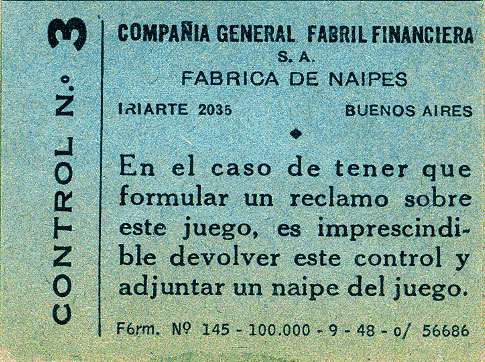 CONTROL N.º 3
COMPAÑIA GENERAL FABRIL FINANCIERA
S. A.
FABRICA DE NAIPES
IRIARTE 2035 BUENOS AIRES
En el caso de tener que
formular un reclamo sobre
este juego, es imprescindi-
ble devolver este control y
adjuntar un naipe del juego.
Fórm. Nº 145 - 100.000 - 9 - 48 - o/ 56686